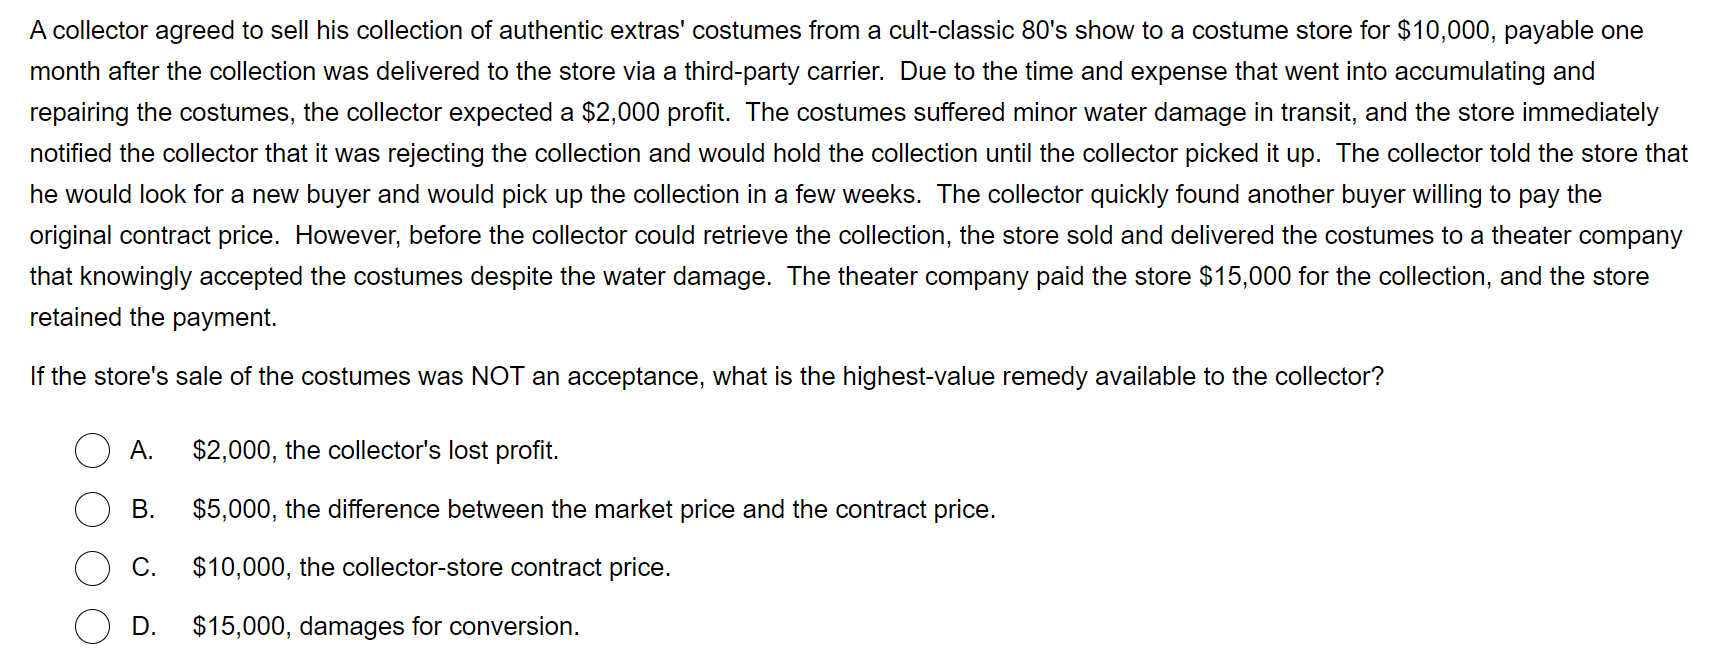 A collector agreed to sell his collection of authentic extras' costumes from a cult-classic 80's show to a costume store for $10,000, payable one
month after the collection was delivered to the store via a third-party carrier.  Due to the time and expense that went into accumulating and
repairing the costumes, the collector expected a $2,000 profit.  The costumes suffered minor water damage in transit, and the store immediately
notified the collector that it was rejecting the collection and would hold the collection until the collector picked it up.  The collector told the store that
he would look for a new buyer and would pick up the collection in a few weeks.  The collector quickly found another buyer willing to pay the
original contract price.  However, before the collector could retrieve the collection, the store sold and delivered the costumes to a theater company
that knowingly accepted the costumes despite the water damage.  The theater company paid the store $15,000 for the collection, and the store
retained the payment.
If the store's sale of the costumes was NOT an acceptance, what is the highest-value remedy available to the collector?
A. $2,000, the collector's lost profit.
B. $5,000, the difference between the market price and the contract price.
C. $10,000, the collector-store contract price.
D. $15,000, damages for conversion.